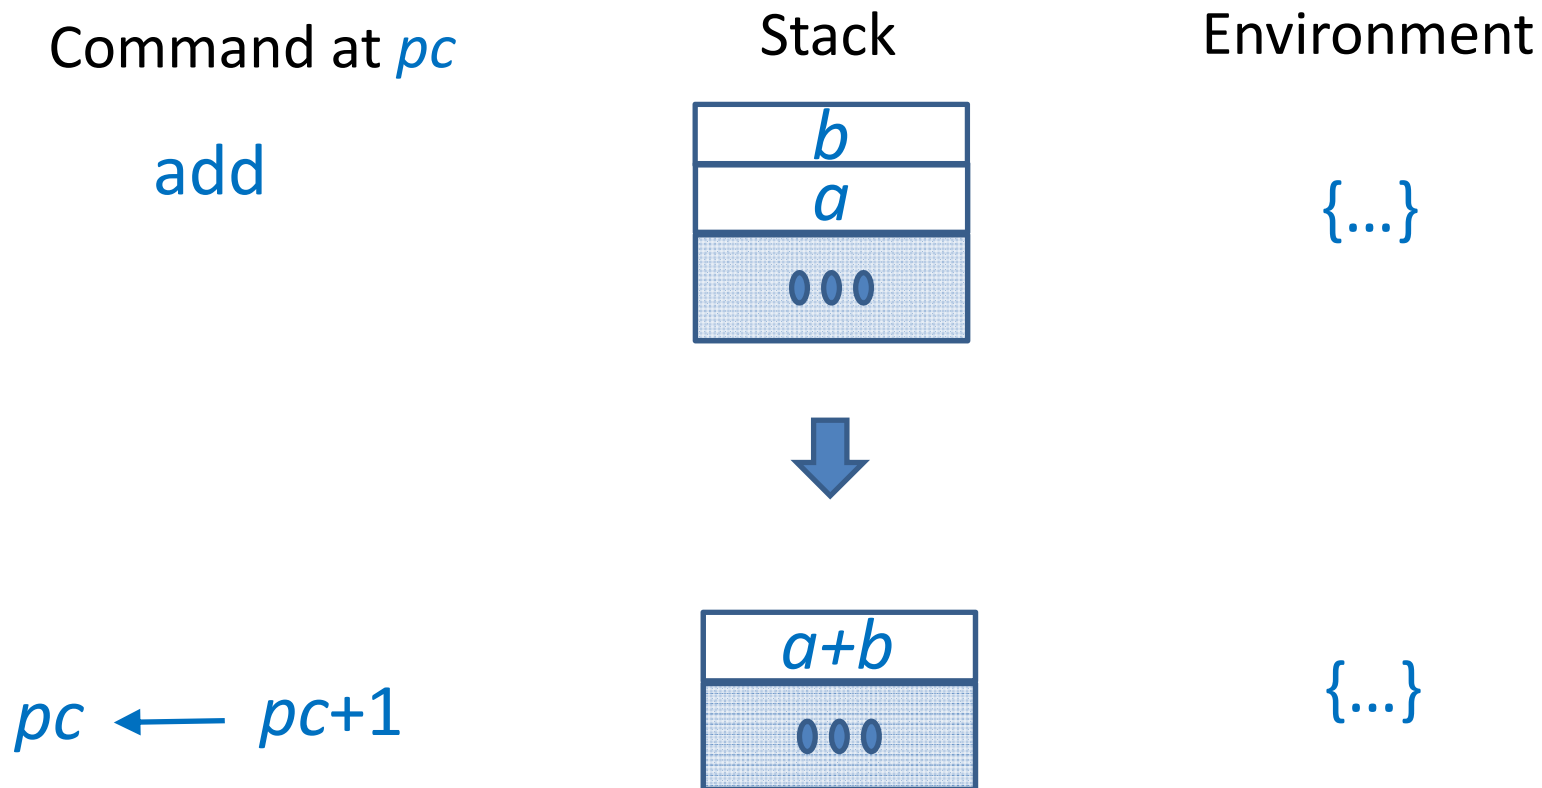 Command at pc
Stack
Environment
add
b
a
{...}
a+b
pc ← pc+1
{...}